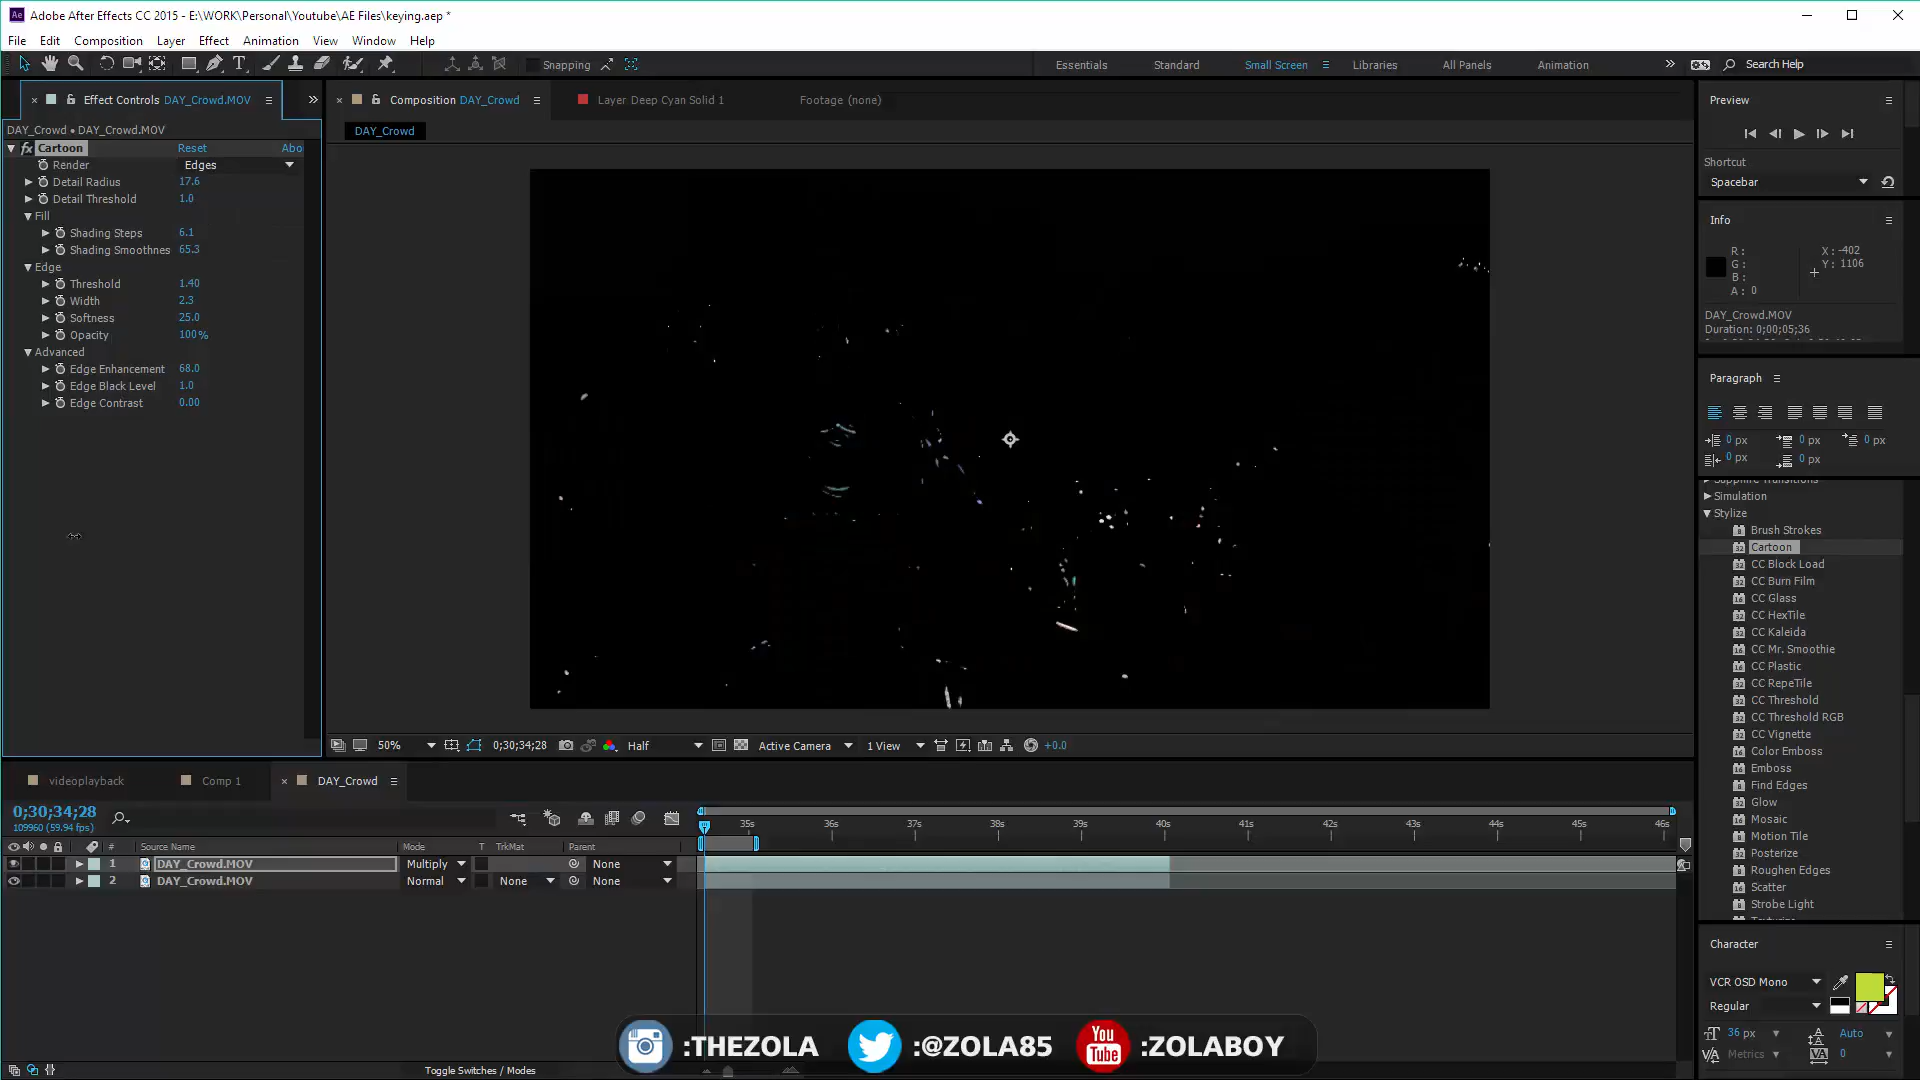 Adobe After Effects CC 2015 - E:\WORK\Personal\Youtube\AE Files\keying.aep *
File Edit Composition Layer Effect Animation View Window Help
Snapping
Essentials Standard Small Screen Libraries All Panels Animation
Search Help
Effect Controls DAY_Crowd.MOV
Composition DAY_Crowd
Layer Deep Cyan Solid 1
Footage (none)
DAY_Crowd • DAY_Crowd.MOV
fx Cartoon Reset Abo
Render Edges
Detail Radius 17.6
Detail Threshold 1.0
Fill
Shading Steps 6.1
Shading Smoothnes 65.3
Edge
Threshold 1.40
Width 2.3
Softness 25.0
Opacity 100%
Advanced
Edge Enhancement 68.0
Edge Black Level 1.0
Edge Contrast 0.00
DAY_Crowd
50% 0;30;34;28 Half Active Camera 1 View +0.0
Preview
Shortcut
Spacebar
Info
R :
G :
B :
A : 0
X : -402
Y : 1106
DAY_Crowd.MOV
Duration: 0;00;05;36
Paragraph
0 px 0 px 0 px
0 px 0 px
Simulation
Stylize
Brush Strokes
Cartoon
CC Block Load
CC Burn Film
CC Glass
CC HexTile
CC Kaleida
CC Mr. Smoothie
CC Plastic
CC RepeTile
CC Threshold
CC Threshold RGB
CC Vignette
Color Emboss
Emboss
Find Edges
Glow
Mosaic
Motion Tile
Posterize
Roughen Edges
Scatter
Strobe Light
Character
VCR OSD Mono
Regular
36 px Auto
Metrics 0
videoplayback Comp 1 DAY_Crowd
0;30;34;28
109960 (59.94 fps)
35s 36s 37s 38s 39s 40s 41s 42s 43s 44s 45s 46s
# Source Name Mode T TrkMat Parent
1 DAY_Crowd.MOV Multiply None
2 DAY_Crowd.MOV Normal None None
Toggle Switches / Modes
:THEZOLA
:@ZOLA85
You Tube :ZOLABOY